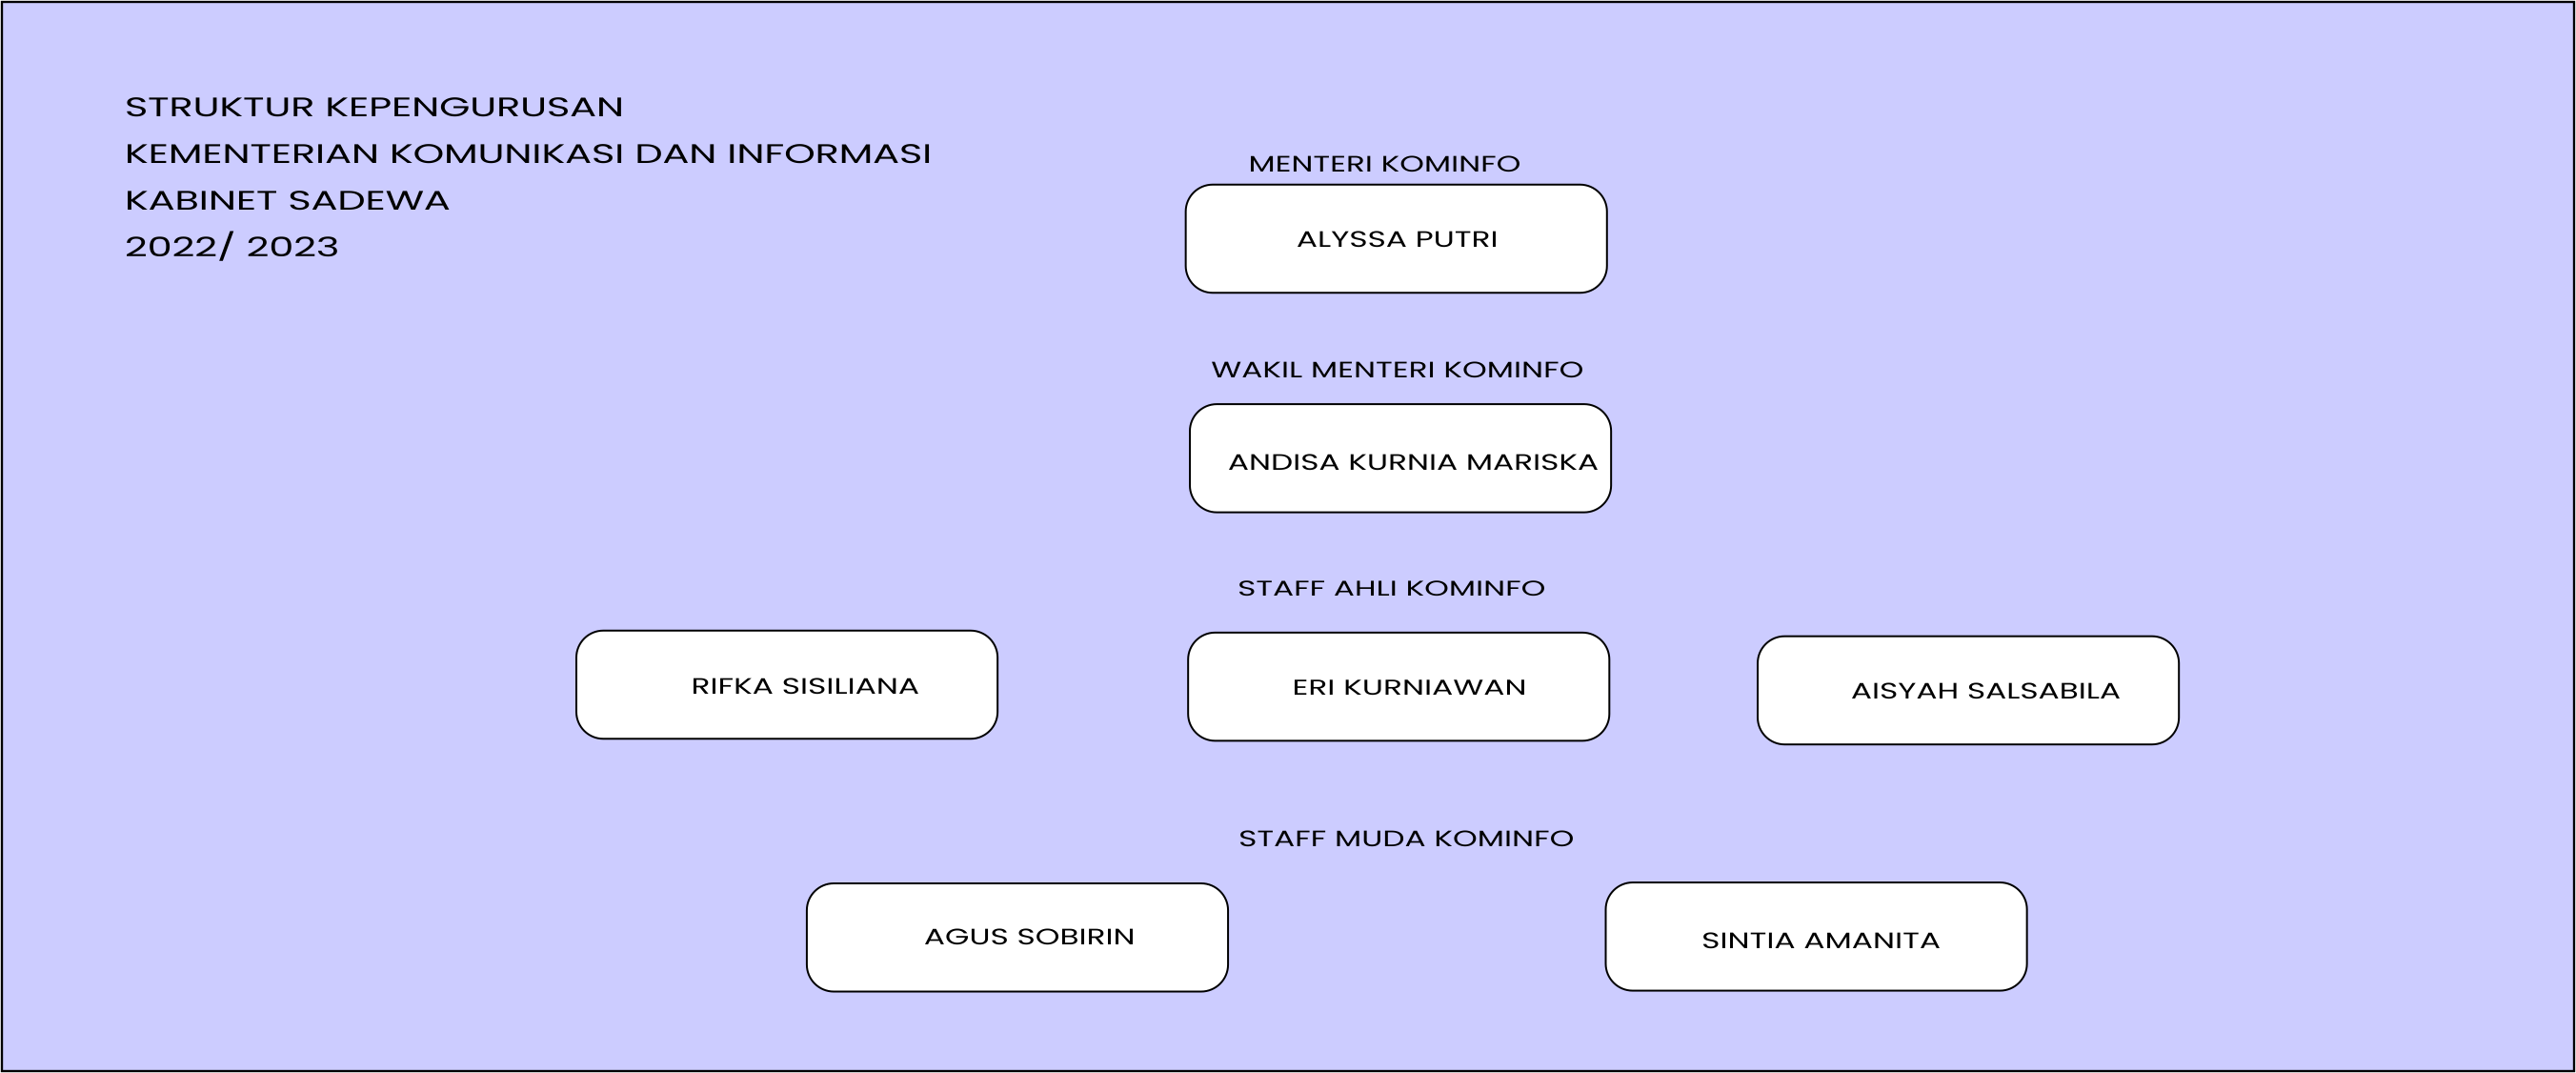 STRUKTUR KEPENGURUSAN
KEMENTERIAN KOMUNIKASI DAN INFORMASI
KABINET SADEWA
2022/ 2023
MENTERI KOMINFO
ALYSSA PUTRI
WAKIL MENTERI KOMINFO
ANDISA KURNIA MARISKA
STAFF AHLI KOMINFO
RIFKA SISILIANA
ERI KURNIAWAN
AISYAH SALSABILA
STAFF MUDA KOMINFO
AGUS SOBIRIN
SINTIA AMANITA